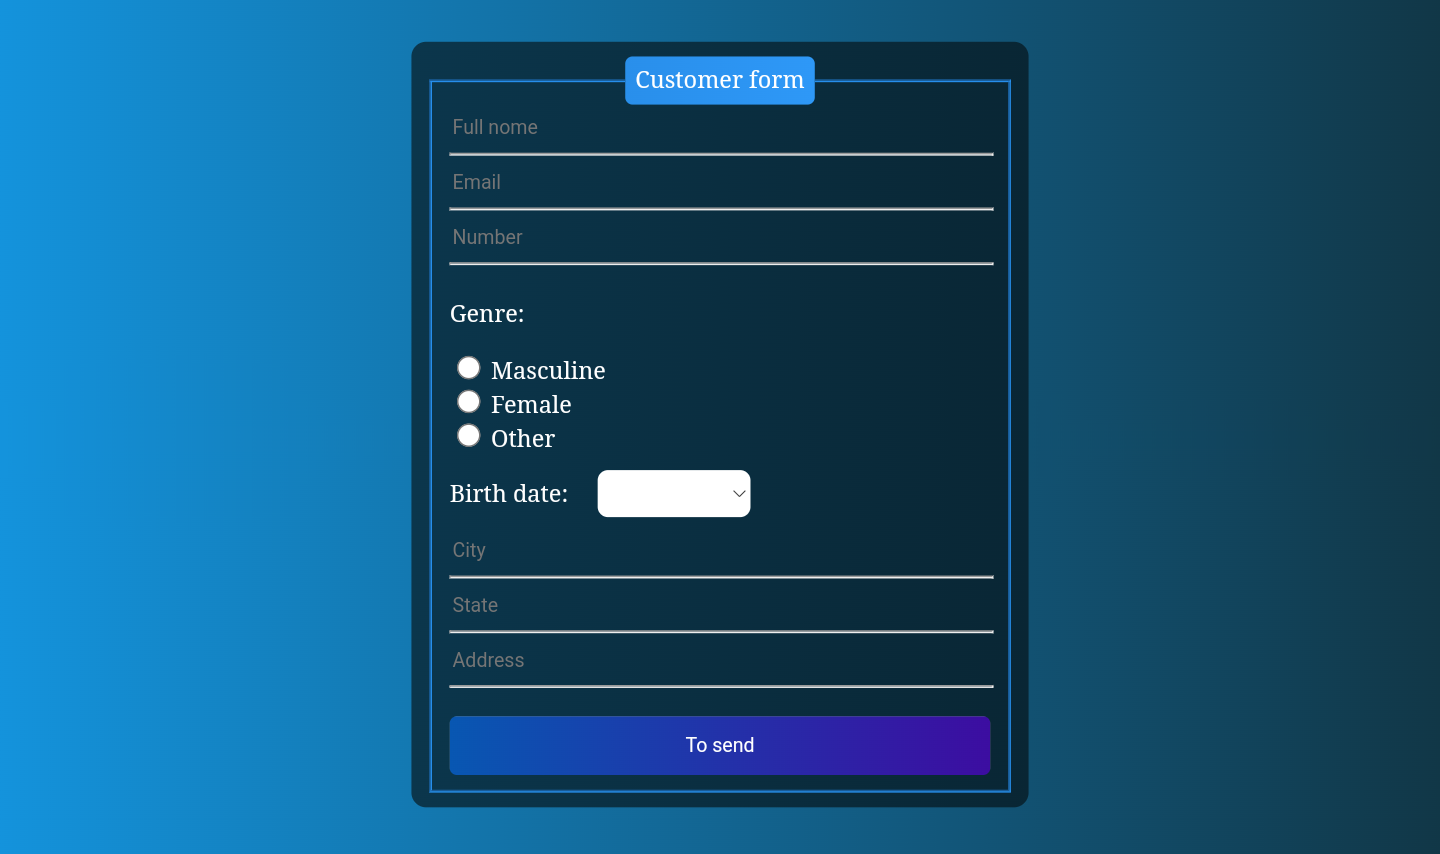 Customer form
Full nome
Email
Number
Genre:
Masculine
Female
Other
Birth date:
City
State
Address
To send